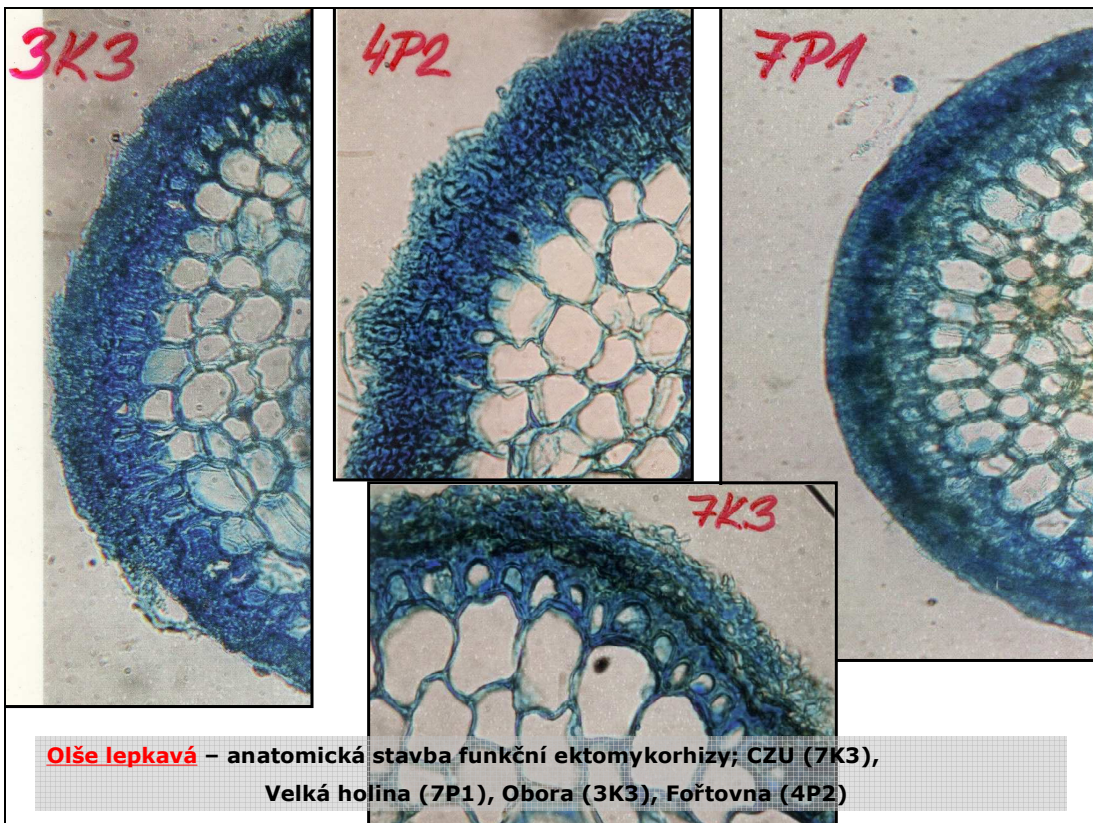 3K3
4P2
7P1
7K3
Olše lepkavá – anatomická stavba funkční ektomykorhizy; CZU (7K3),
Velká holina (7P1), Obora (3K3), Fořtovna (4P2)